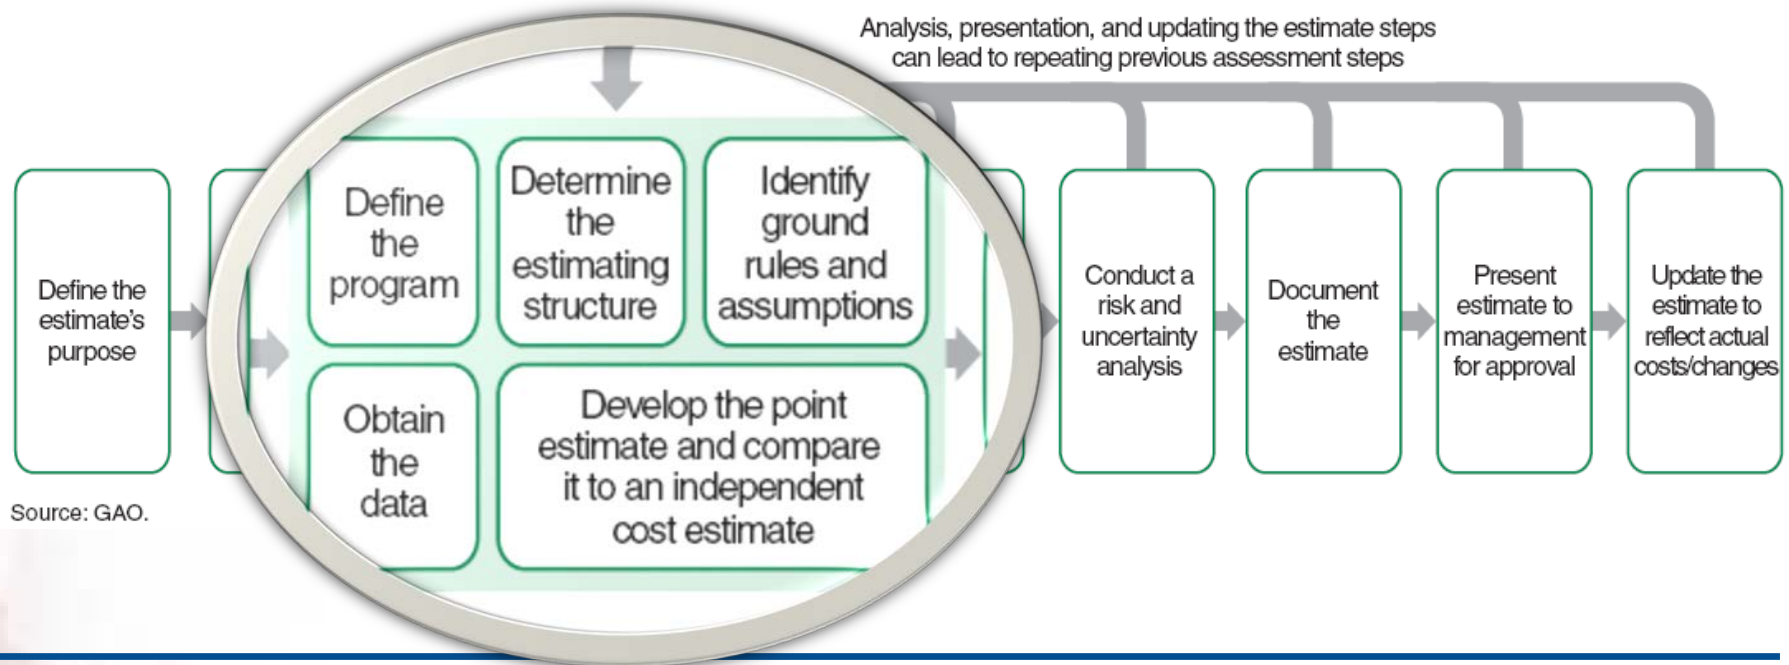 Analysis, presentation, and updating the estimate steps
can lead to repeating previous assessment steps
Define the
estimate’s
purpose
Define
the
program
Determine
the
estimating
structure
Identify
ground
rules and
assumptions
Obtain
the
data
Develop the point
estimate and compare
it to an independent
cost estimate
Conduct a
risk and
uncertainty
analysis
Document
the
estimate
Present
estimate to
management
for approval
Update the
estimate to
reflect actual
costs/changes
Source: GAO.